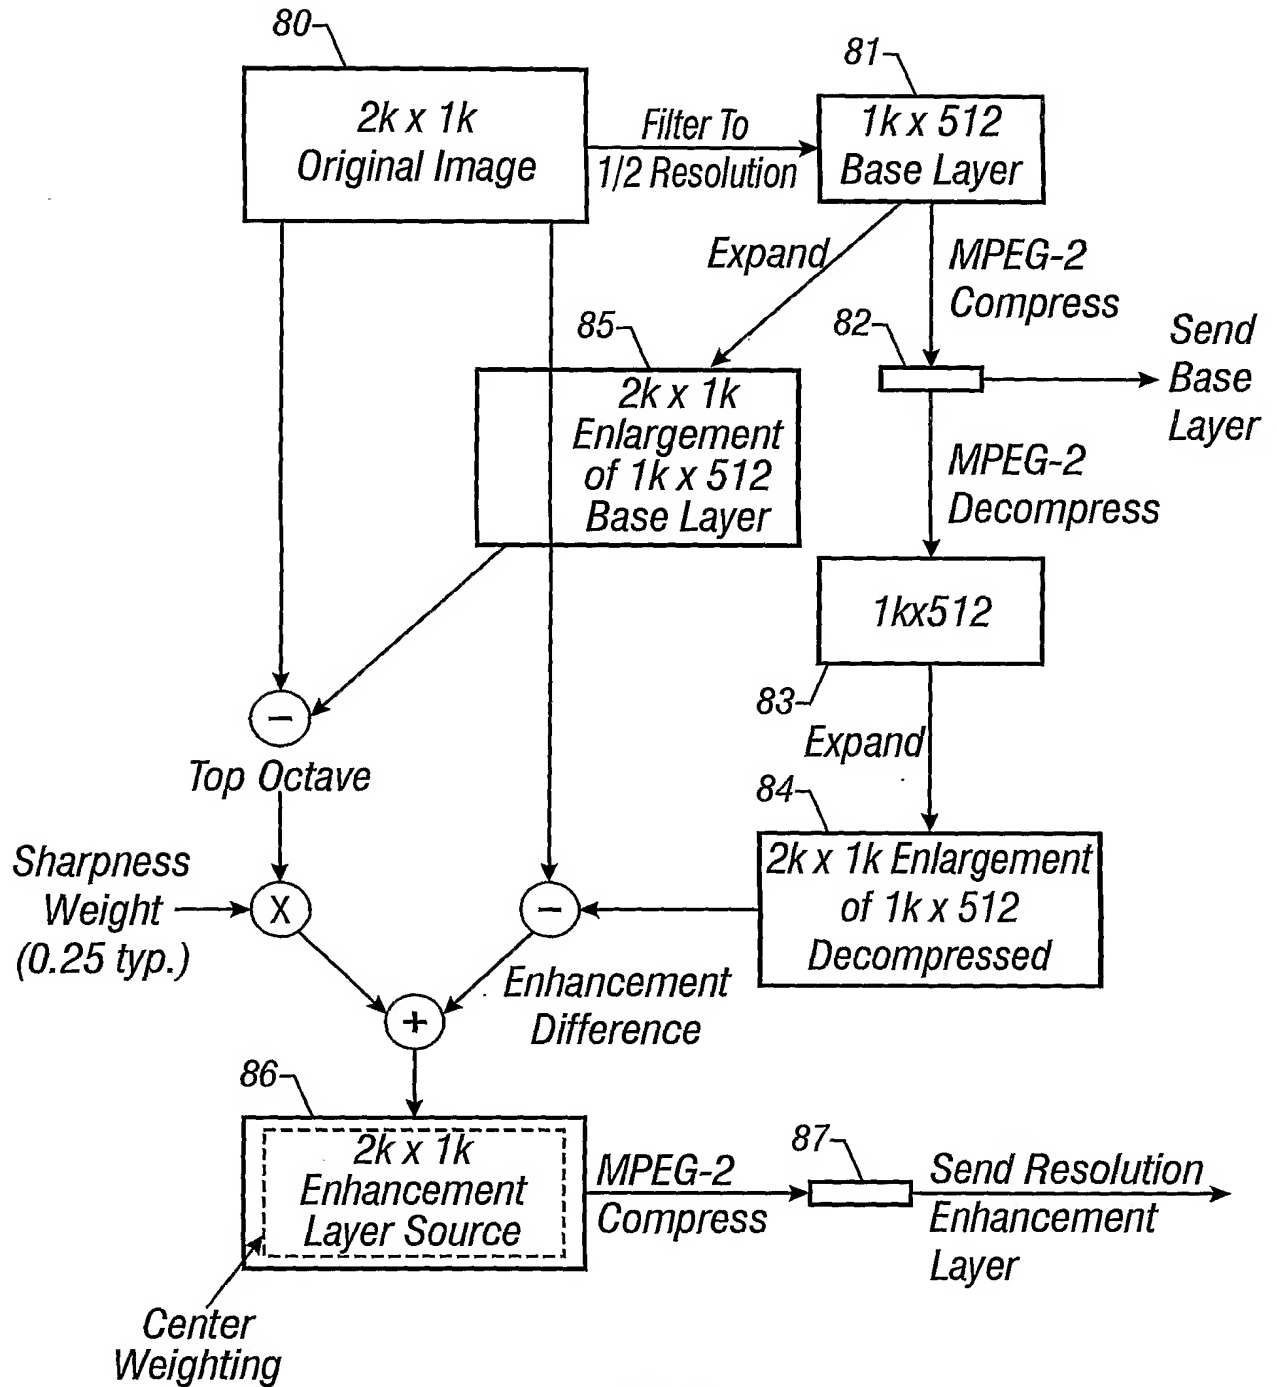 80
2k x 1k
Original Image
Filter To
1/2 Resolution
81
1k x 512
Base Layer
Expand
MPEG-2
Compress
82
Send
Base
Layer
85
2k x 1k
Enlargement
of 1k x 512
Base Layer
MPEG-2
Decompress
1kx512
83
Expand
−
Top Octave
84
2k x 1k Enlargement
of 1k x 512
Decompressed
Sharpness
Weight
(0.25 typ.)
X
−
Enhancement
Difference
+
86
2k x 1k
Enhancement
Layer Source
MPEG-2
Compress
87
Send Resolution
Enhancement
Layer
Center
Weighting